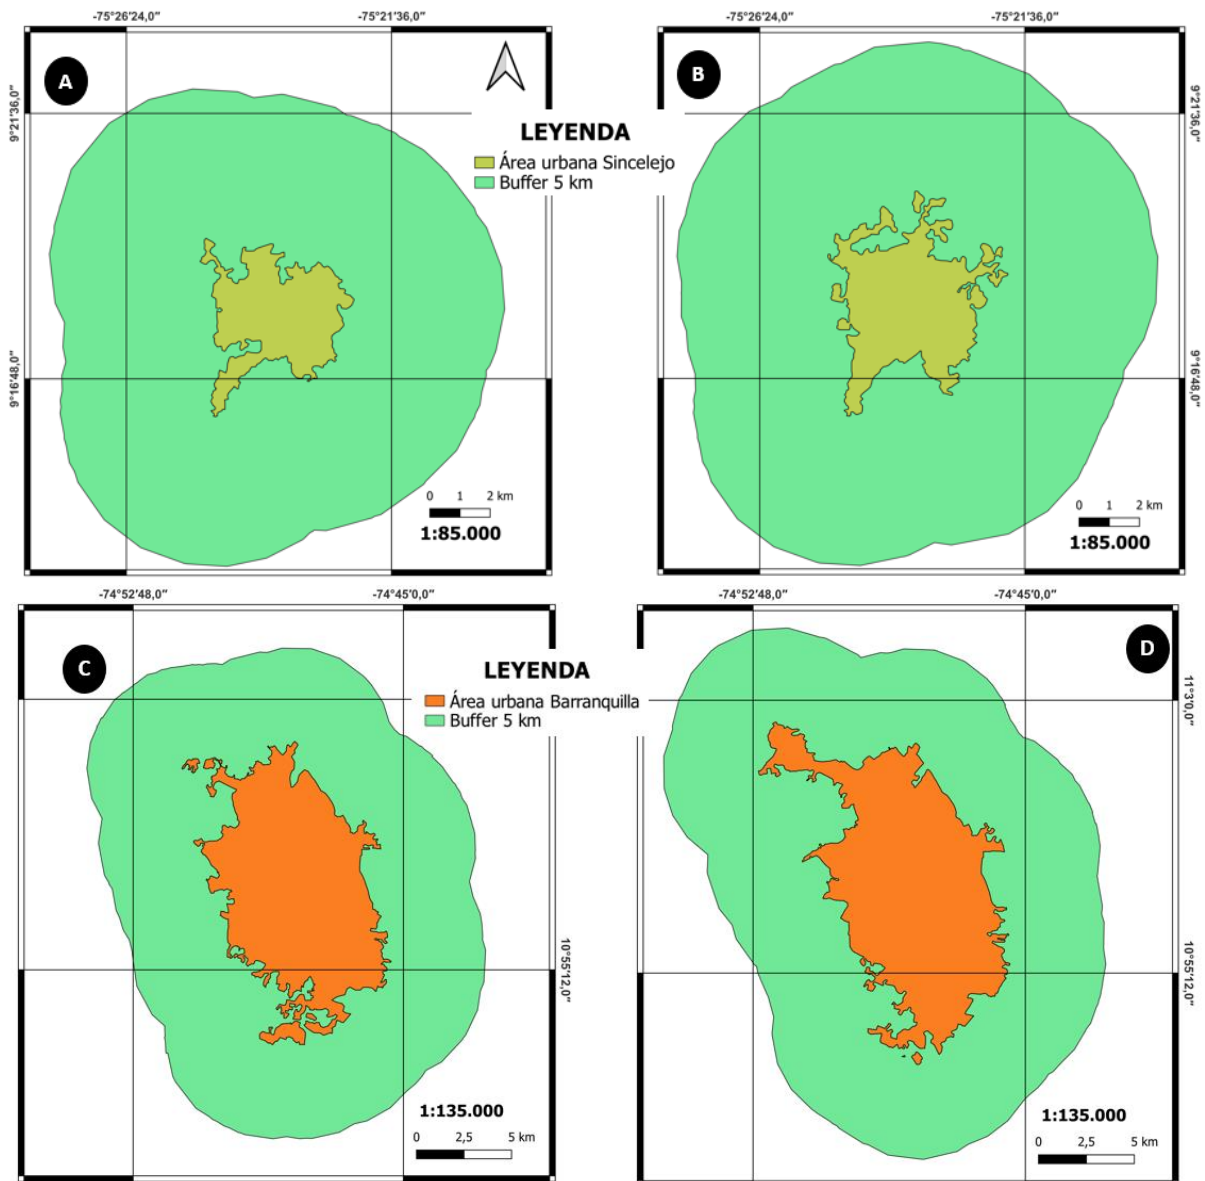 -75°26'24,0"
-75°21'36,0"
-75°26'24,0"
-75°21'36,0"
A
B
9°21'36,0"
9°21'36,0"
LEYENDA
Área urbana Sincelejo
Buffer 5 km
9°16'48,0"
9°16'48,0"
0 1 2 km
1:85.000
0 1 2 km
1:85.000
-74°52'48,0"
-74°45'0,0"
-74°52'48,0"
-74°45'0,0"
C
D
LEYENDA
Área urbana Barranquilla
Buffer 5 km
11°3'0,0"
10°55'12,0"
10°55'12,0"
1:135.000
0 2,5 5 km
1:135.000
0 2,5 5 km